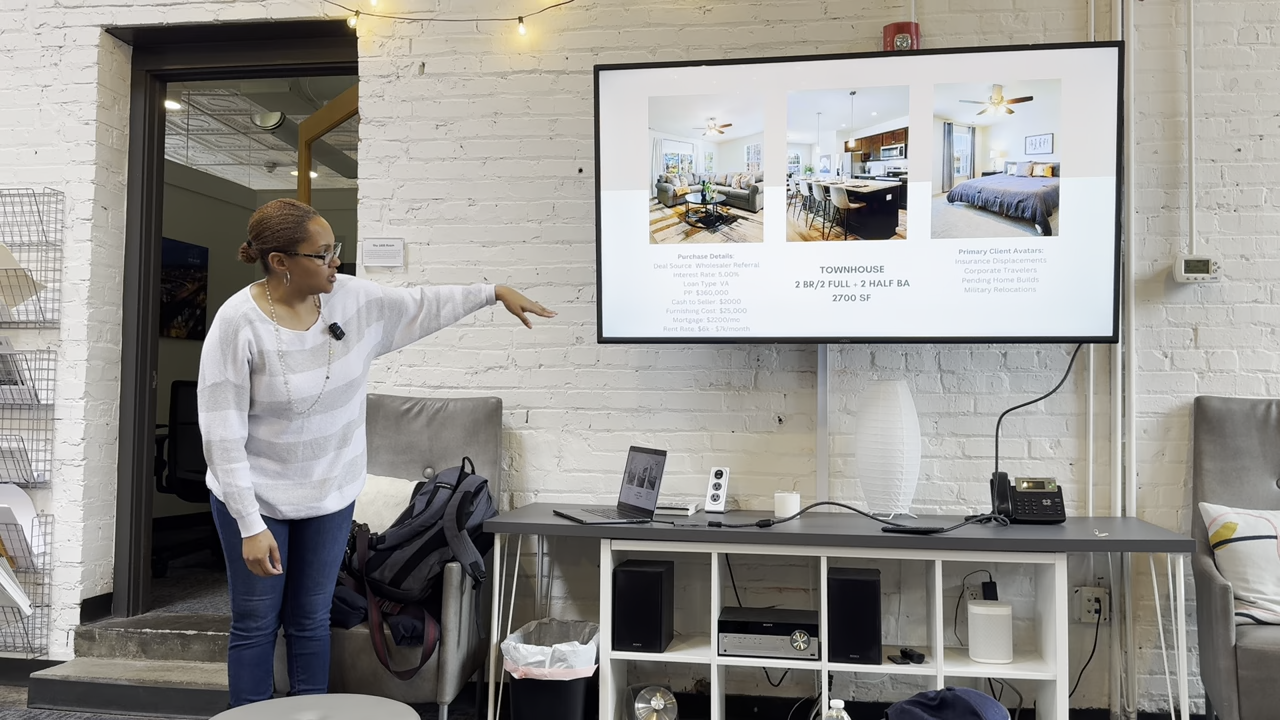 Purchase Details:
Deal Source: Wholesaler Referral
Interest Rate: 5.00%
Loan Type: VA
PP: $360,000
Cash to Seller: $2000
Furnishing Cost: $25,000
Mortgage: $2200/mo
Rent Rate: $6k - $7k/month
TOWNHOUSE
2 BR/2 FULL + 2 HALF BA
2700 SF
Primary Client Avatars:
Insurance Displacements
Corporate Travelers
Pending Home Builds
Military Relocations
SONY